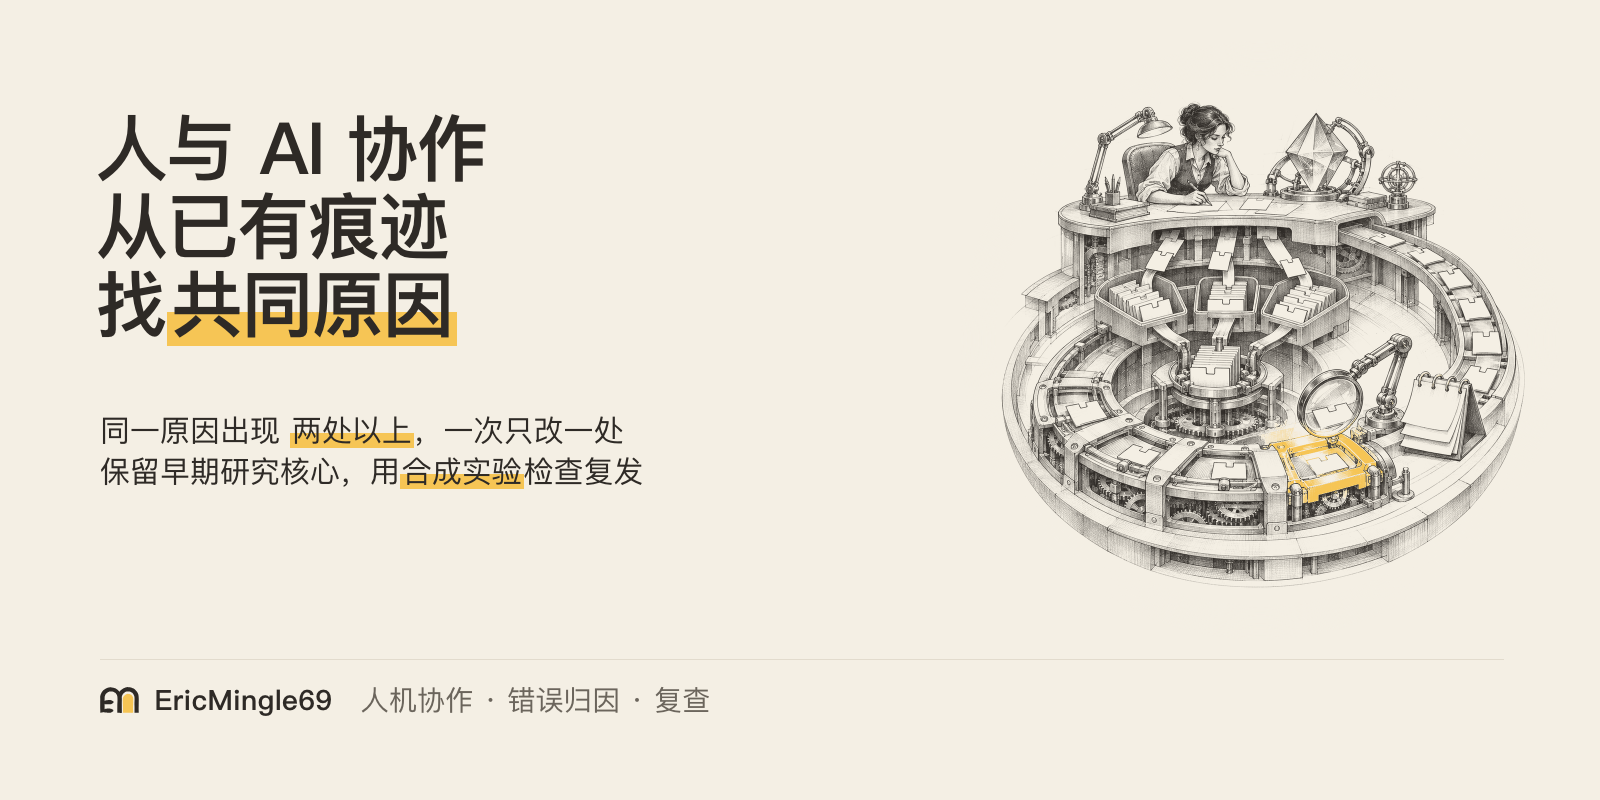 人与 AI 协作
从已有痕迹
找共同原因
同一原因出现 两处以上，一次只改一处
保留早期研究核心，用合成实验检查复发
EricMingle69 人机协作 · 错误归因 · 复查